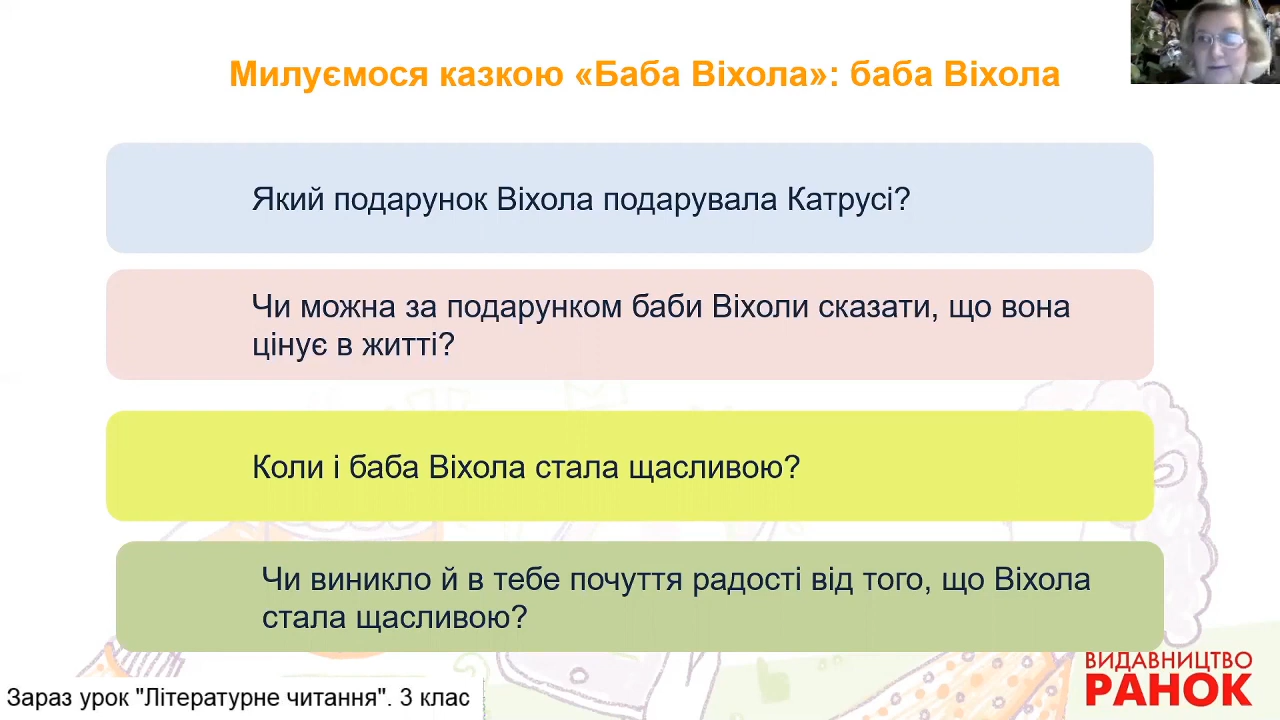 Милуємося казкою «Баба Віхола»: баба Віхола
Який подарунок Віхола подарувала Катрусі?
Чи можна за подарунком баби Віхоли сказати, що вона
цінує в житті?
Коли і баба Віхола стала щасливою?
Чи виникло й в тебе почуття радості від того, що Віхола
стала щасливою?
ВИДАВНИЦТВО
РАНОК
Зараз урок "Літературне читання". 3 клас